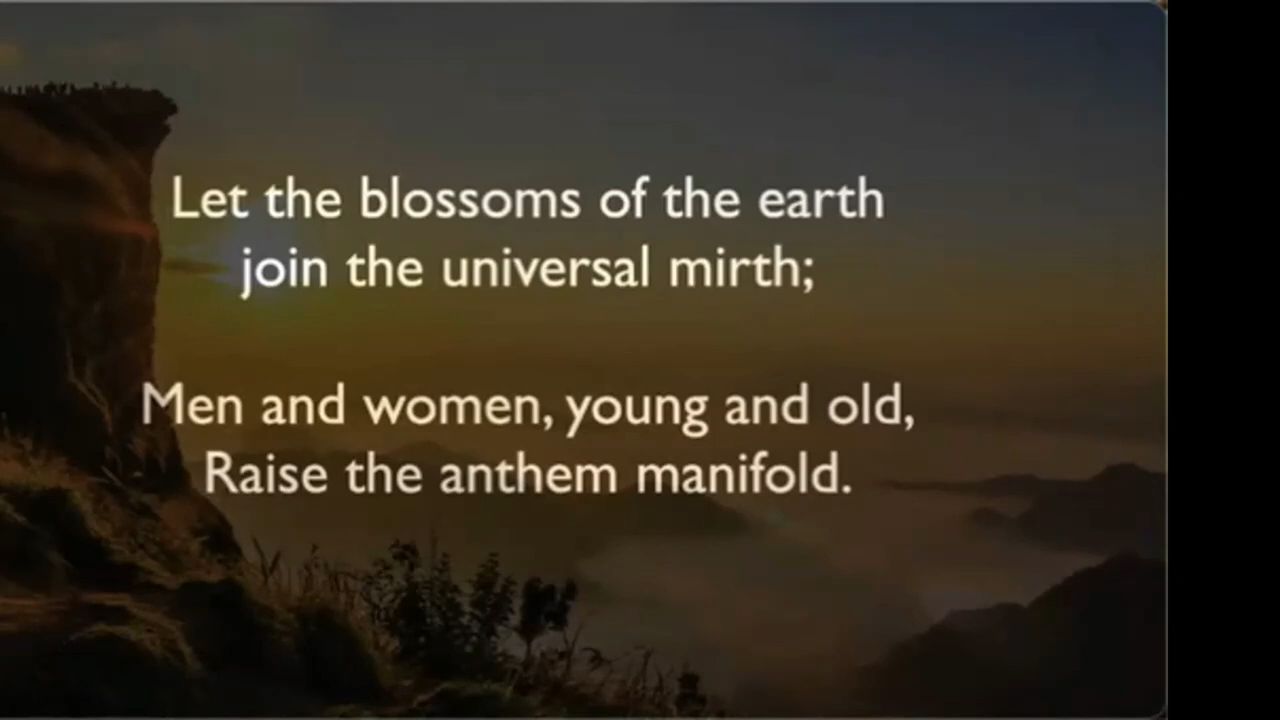 Let the blossoms of the earth
join the universal mirth;
Men and women, young and old,
Raise the anthem manifold.